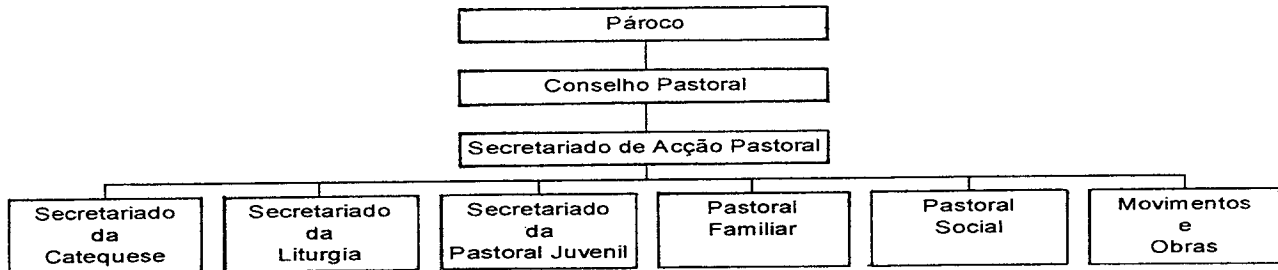 Pároco
Conselho Pastoral
Secretariado de Acção Pastoral
Secretariado
da
Catequese
Secretariado
da
Liturgia
Secretariado
da
Pastoral Juvenil
Pastoral
Familiar
Pastoral
Social
Movimentos
e
Obras